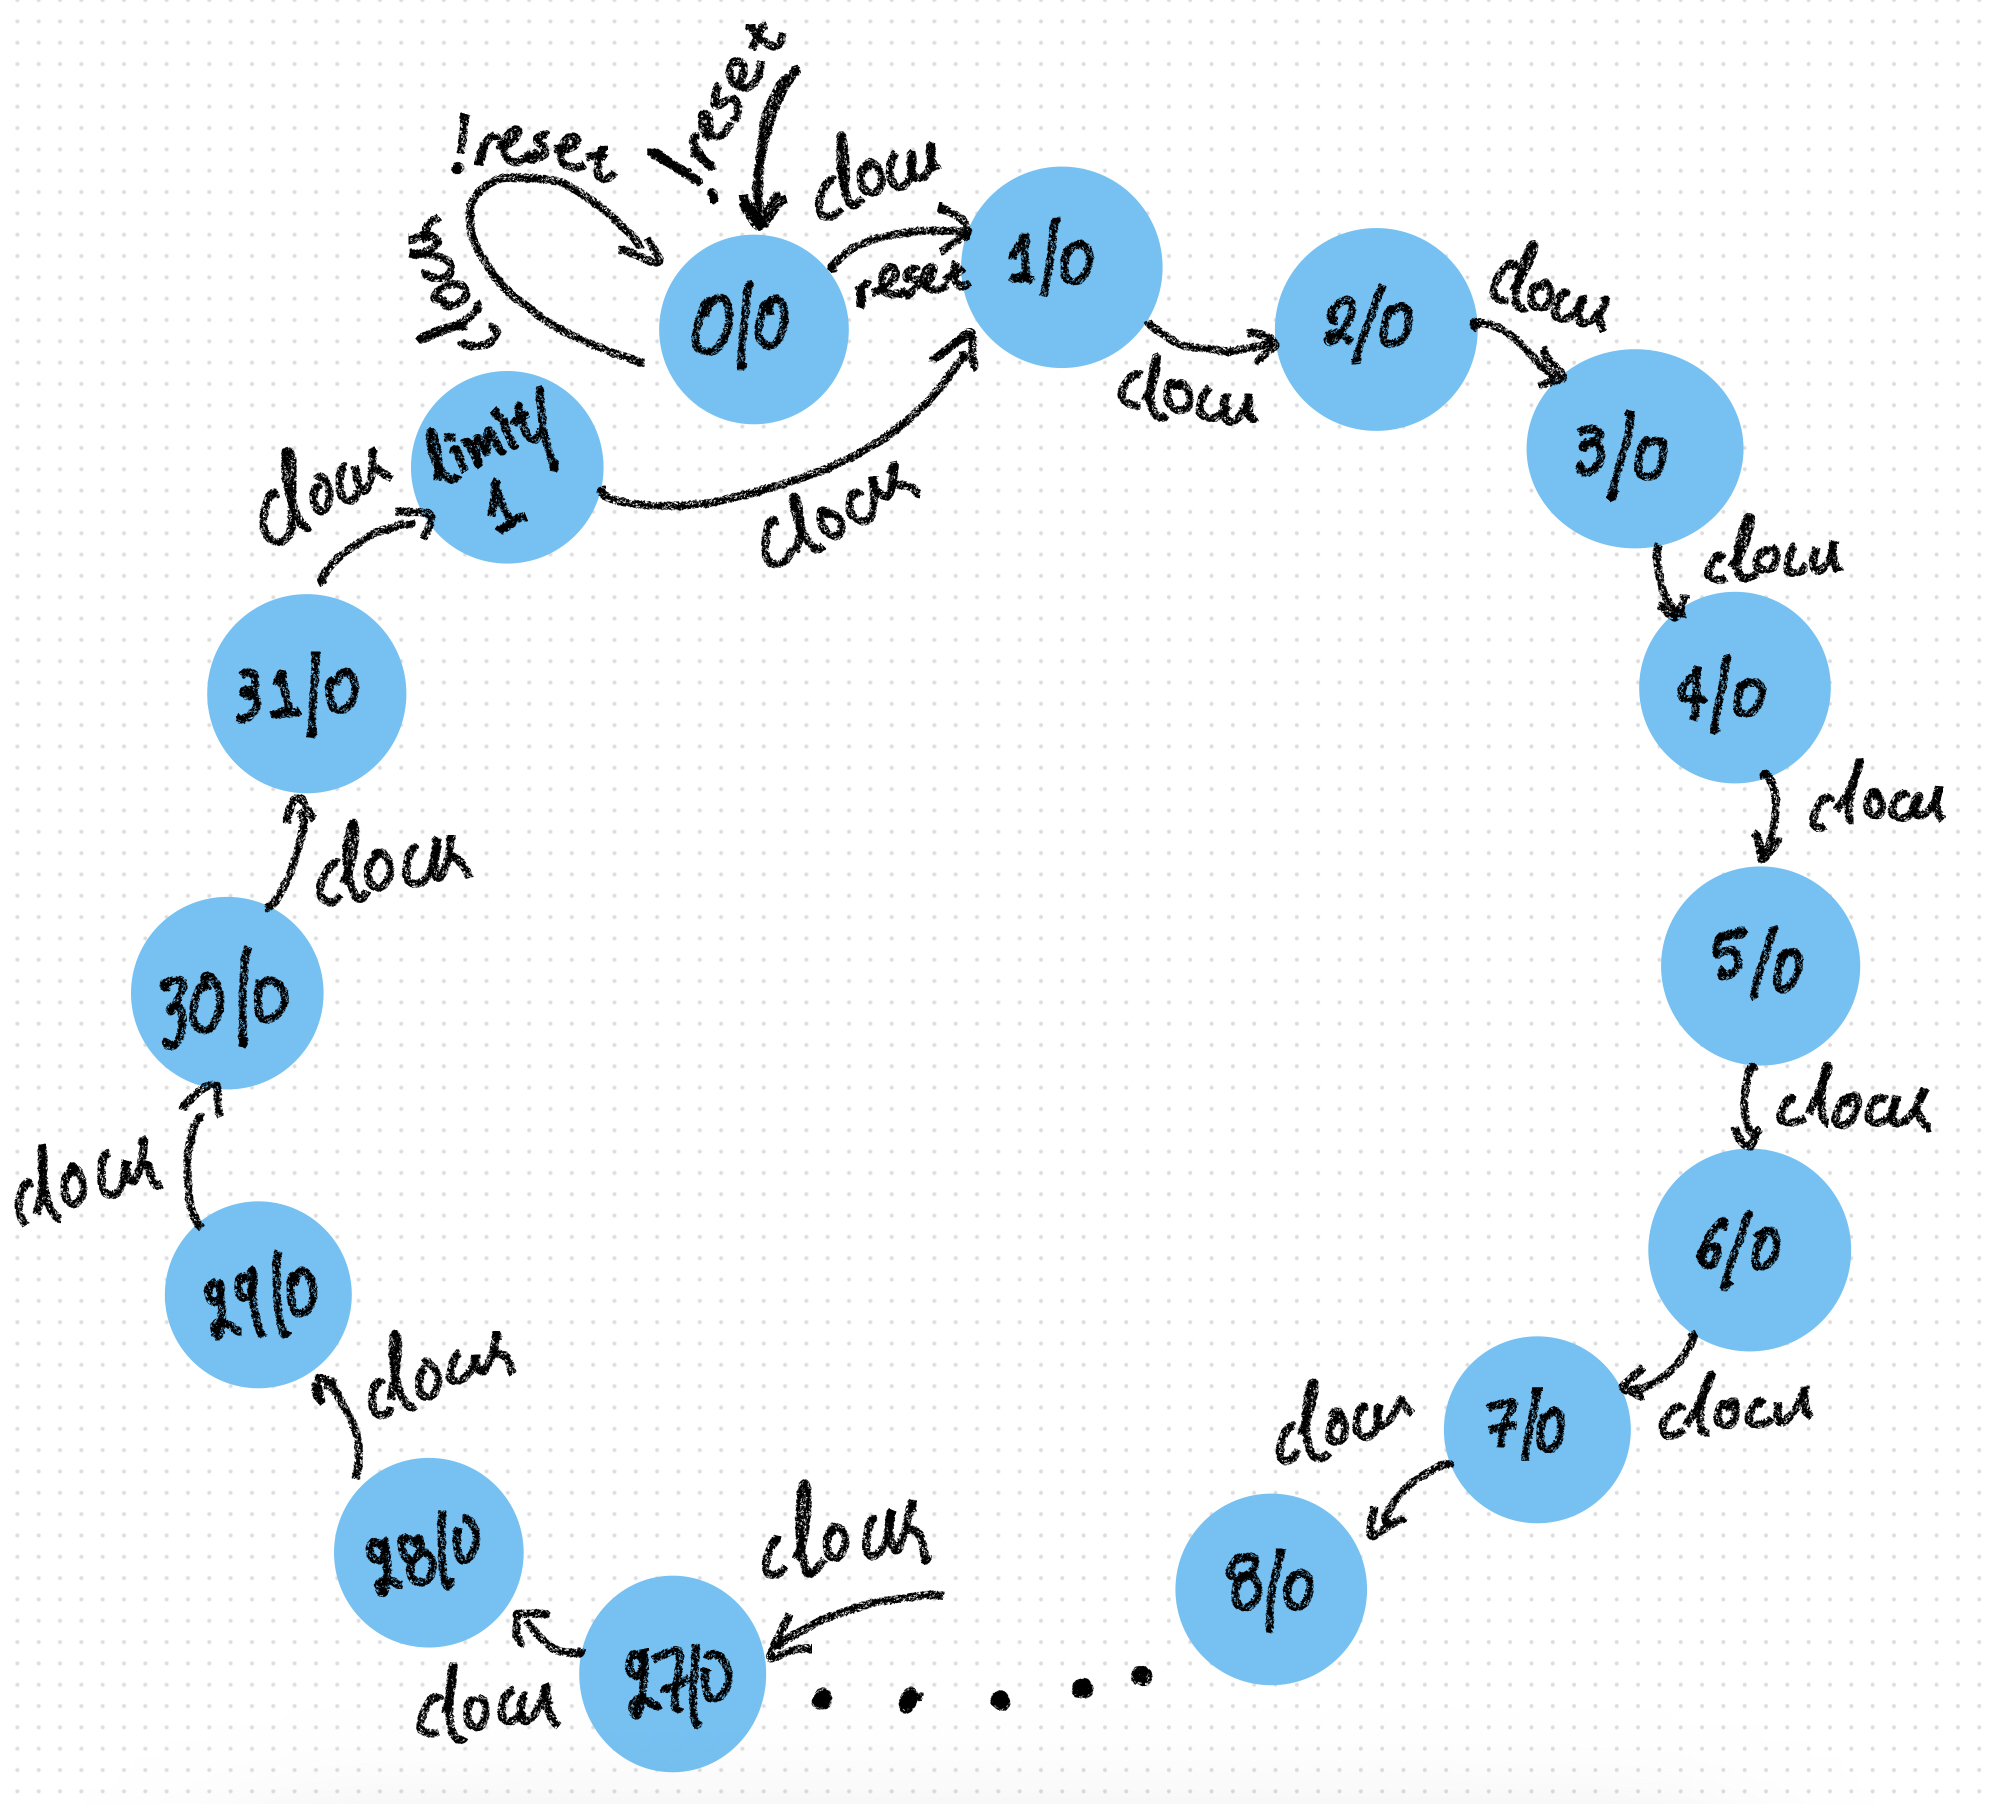 !reset
!reset
clock
clock
0/0
reset
1/0
clock
2/0
clock
3/0
clock
4/0
clock
5/0
clock
6/0
clock
7/0
clock
8/0
. . . . .
clock
27/0
clock
28/0
clock
29/0
clock
30/0
clock
31/0
clock
limit/
1
clock